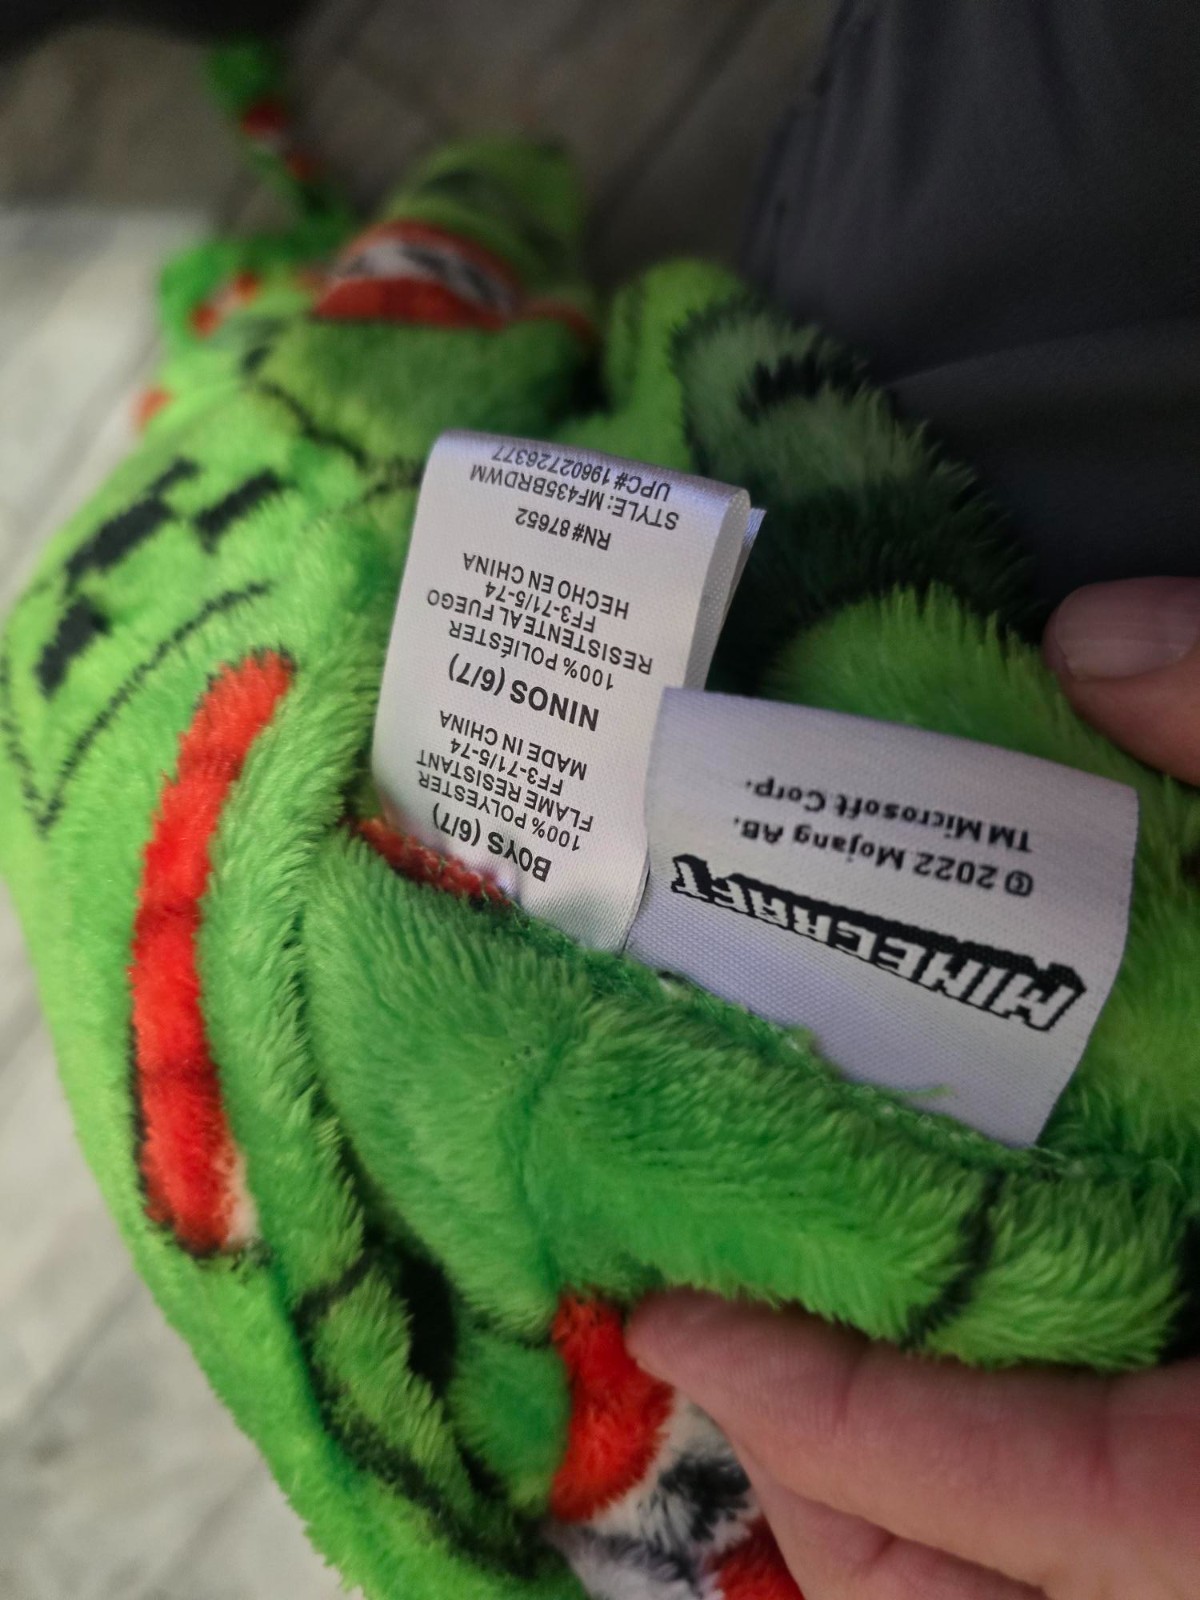 BOYS (6/7)
100% POLYESTER
FLAME RESISTANT
FF3-71/5-74
MADE IN CHINA
NINOS (6/7)
100% POLIÉSTER
RESISTENTEAL FUEGO
FF3-71/5-74
HECHO EN CHINA
RN#87652
STYLE: MF435BRDWM
UPC# 19602726377
MINECRAFT
© 2022 Mojang AB.
TM Microsoft Corp.